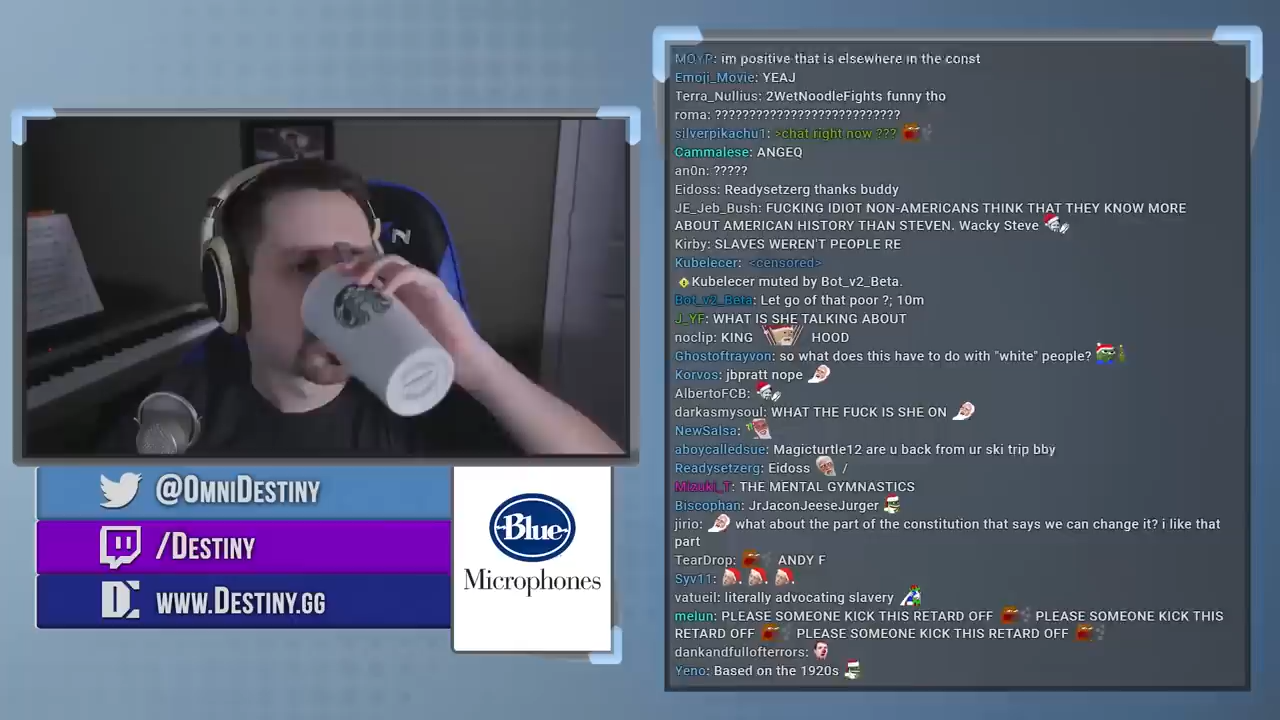 MOYP: im positive that is elsewhere in the const
Emoji_Movie: YEAJ
Terra_Nullius: 2WetNoodleFights funny tho
roma: ???????????????????????????
silverpikachu1: >chat right now ???
Cammalese: ANGEQ
an0n: ?????
Eidoss: Readysetzerg thanks buddy
JE_Jeb_Bush: FUCKING IDIOT NON-AMERICANS THINK THAT THEY KNOW MORE
ABOUT AMERICAN HISTORY THAN STEVEN. Wacky Steve
Kirby: SLAVES WEREN'T PEOPLE RE
Kubelecer: <censored>
Kubelecer muted by Bot_v2_Beta.
Bot_v2_Beta: Let go of that poor ?; 10m
J_YF: WHAT IS SHE TALKING ABOUT
noclip: KING HOOD
Ghostoftrayvon: so what does this have to do with "white" people?
Korvos: jbpratt nope
AlbertoFCB:
darkasmysoul: WHAT THE FUCK IS SHE ON
NewSalsa:
aboycalledsue: Magicturtle12 are u back from ur ski trip bby
Readysetzerg: Eidoss /
Mizuki_T: THE MENTAL GYMNASTICS
Biscophan: JrJaconJeeseJurger
jirio: what about the part of the constitution that says we can change it? i like that
part
TearDrop: ANDY F
Syv11:
vatueil: literally advocating slavery
melun: PLEASE SOMEONE KICK THIS RETARD OFF PLEASE SOMEONE KICK THIS
RETARD OFF PLEASE SOMEONE KICK THIS RETARD OFF
dankandfullofterrors:
Yeno: Based on the 1920s
N
@OmniDestiny
/Destiny
www.Destiny.gg
Blue
Microphones